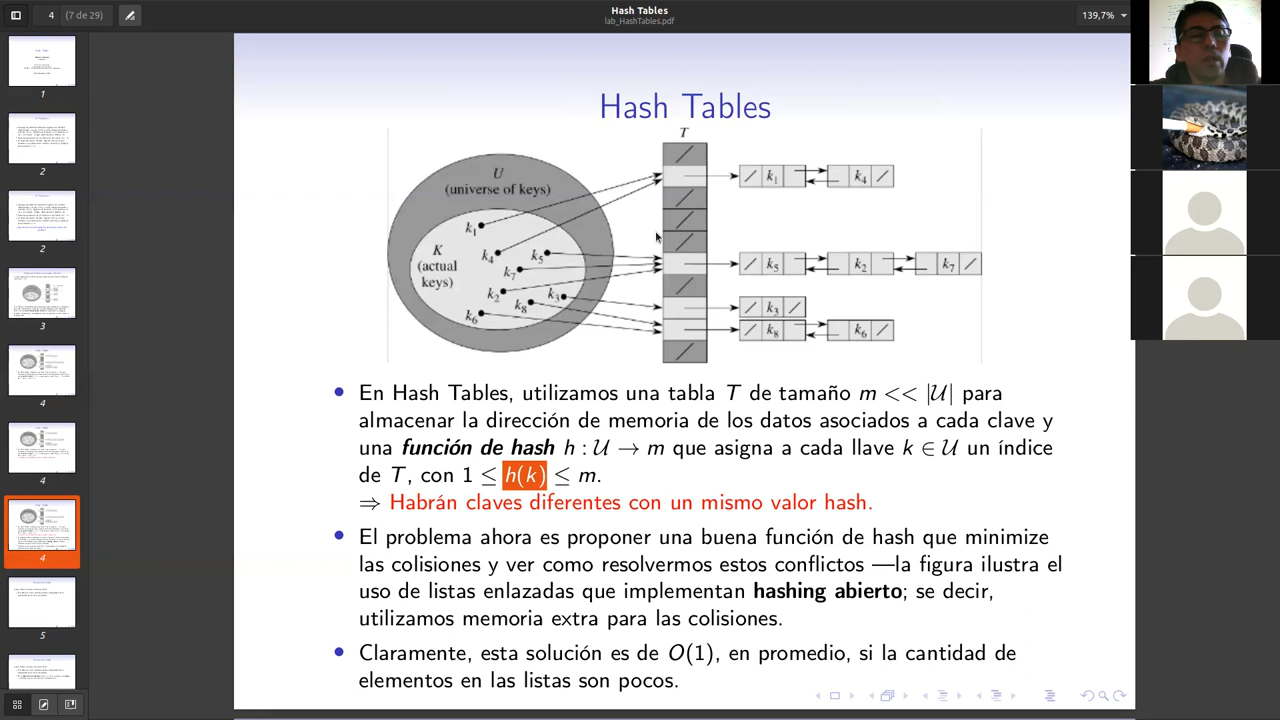 Hash Tables
lab_HashTables.pdf
4 (7 de 29)
139,7%
1
2
2
3
4
4
4
5
Hash Tables
T
U
(universe of keys)
K
(actual
keys)
k1
k4
k5
k7
k2
k8
k3
k6
k1 k4
k5 k2 k7
k3
k8 k6
En Hash Tables, utilizamos una tabla T de tamaño m << |U| para
almacenar la dirección de memoria de los datos asociados a cada clave y
una función de hash h : U → m que asigna a cada llave k ∈ U un índice
de T, con 1 ≤ h(k) ≤ m.
⇒ Habrán claves diferentes con un mismo valor hash.
El problema ahora es proponer una buena función de hash que minimize
las colisiones y ver como resolvermos estos conflictos —la figura ilustra el
uso de listas enlazadas que implementan hashing abierto; se decir,
utilizamos memoria extra para las colisiones.
Claramente, esta solución es de O(1), en promedio, si la cantidad de
elementos en las listas son pocos.